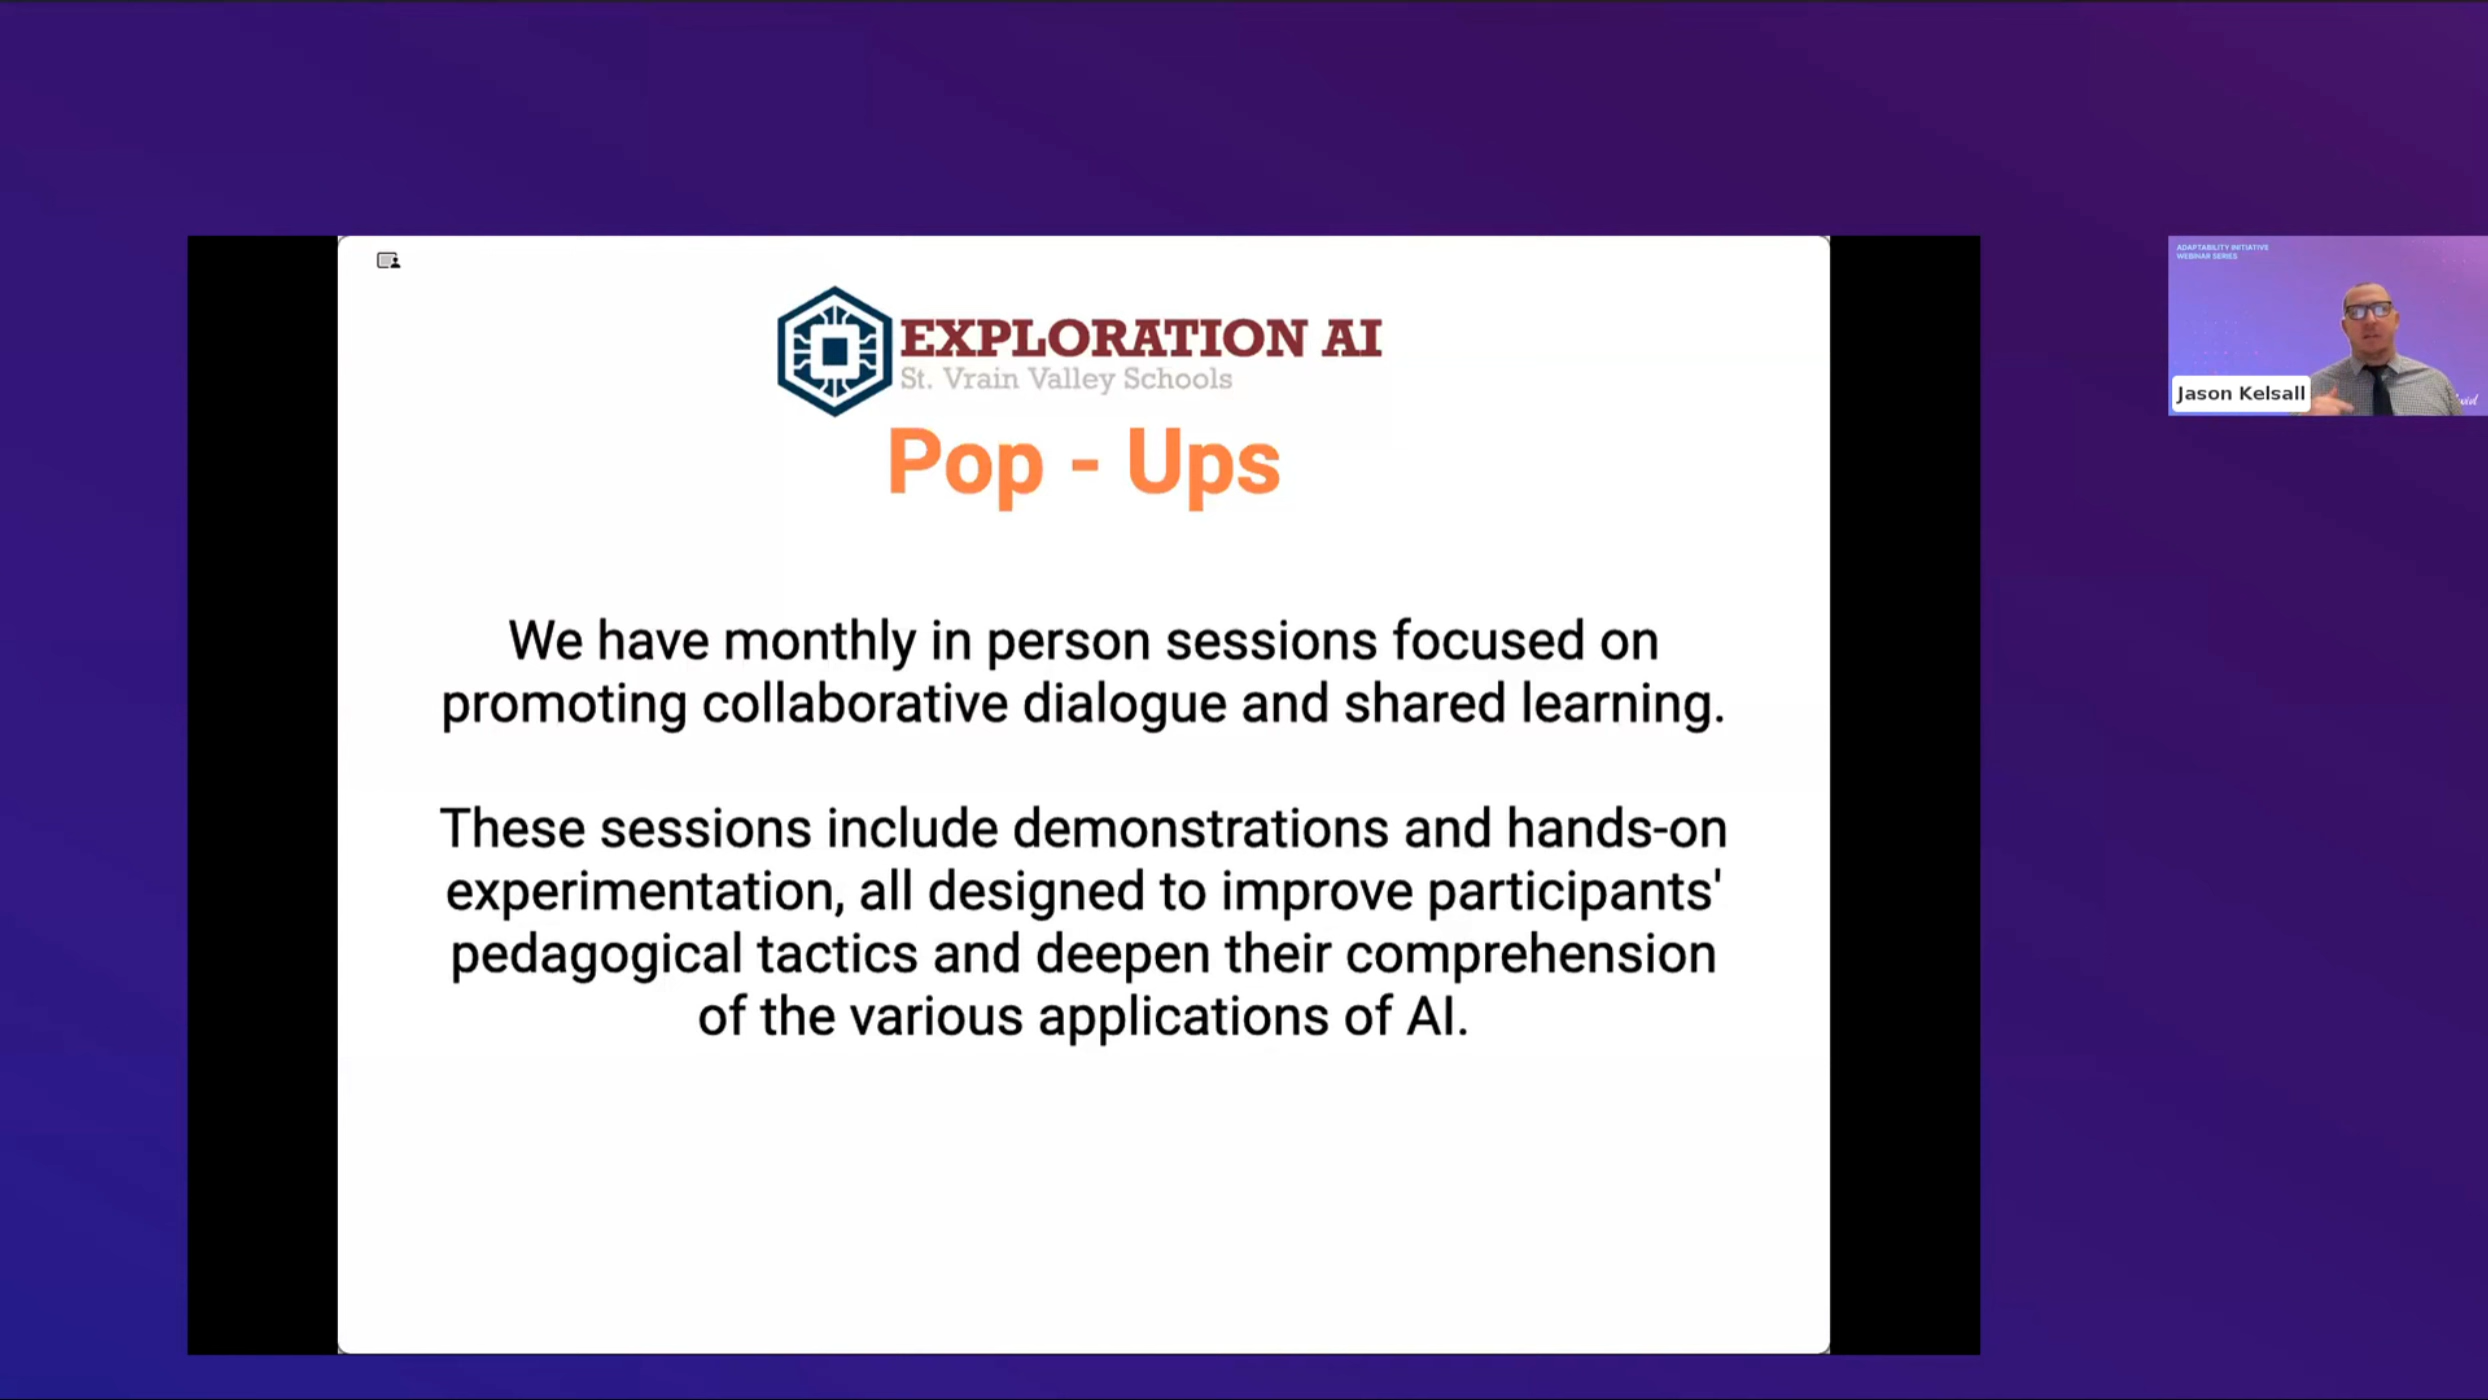 EXPLORATION AI
St. Vrain Valley Schools
Pop - Ups
We have monthly in person sessions focused on
promoting collaborative dialogue and shared learning.
These sessions include demonstrations and hands-on
experimentation, all designed to improve participants'
pedagogical tactics and deepen their comprehension
of the various applications of AI.
ADAPTABILITY INITIATIVE
WEBINAR SERIES
Jason Kelsall